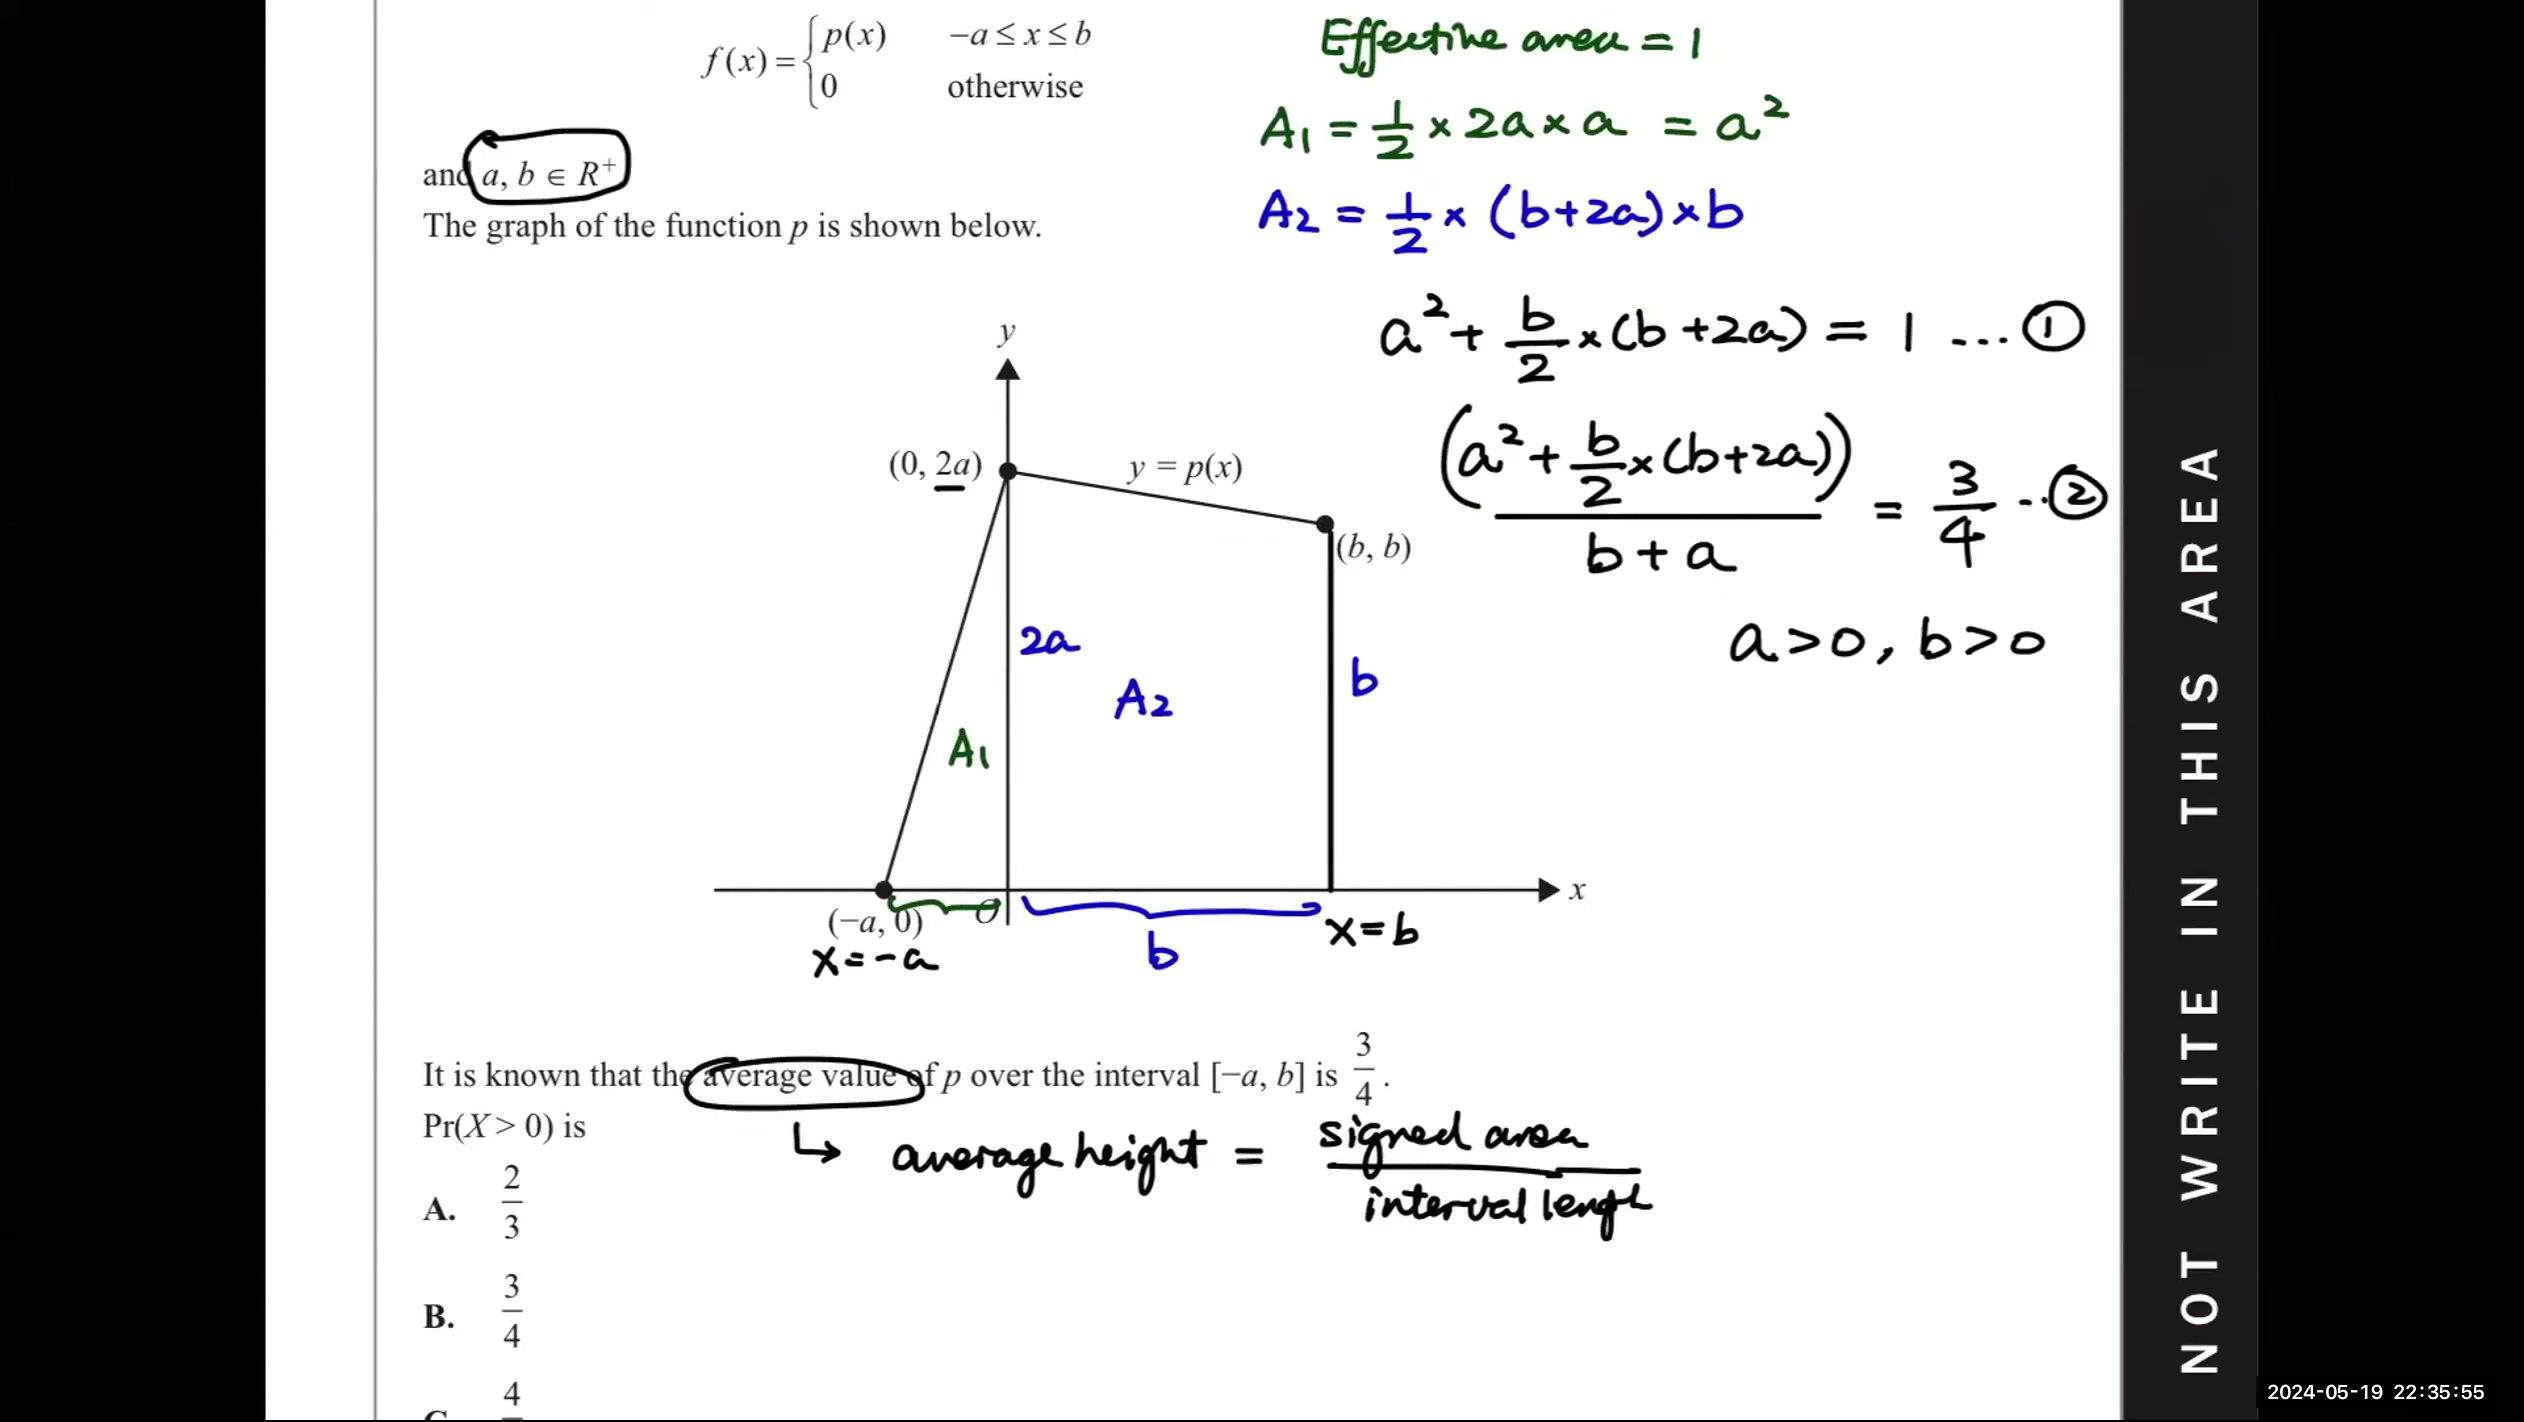 f(x) = { p(x) −a ≤ x ≤ b
0 otherwise
Effective area = 1
A1 = 1/2 × 2a × a = a²
and a, b ∈ R⁺
A2 = 1/2 × (b+2a) × b
The graph of the function p is shown below.
a² + b/2 × (b+2a) = 1 ... ①
y
(a² + b/2 × (b+2a)) / (b+a) = 3/4 ... ②
(0, 2a)
y = p(x)
(b, b)
a>0, b>0
2a
b
A2
A1
x
(−a, 0)
O
x=-a
b
x=b
It is known that the average value of p over the interval [−a, b] is 3/4.
Pr(X > 0) is
↳ average height = signed area / interval length
A. 2/3
B. 3/4
4
NOT WRITE IN THIS AREA
2024-05-19 22:35:55